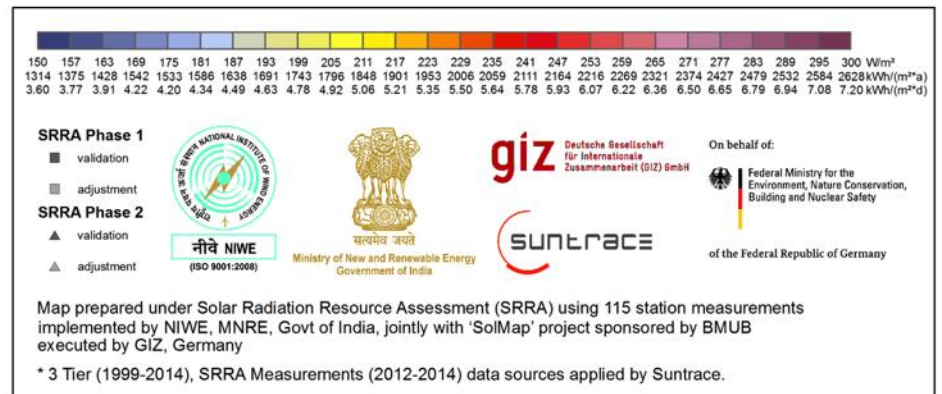 150 157 163 169 175 181 187 193 199 205 211 217 223 229 235 241 247 253 259 265 271 277 283 289 295 300 W/m²
1314 1375 1428 1542 1533 1586 1638 1691 1743 1796 1848 1901 1953 2006 2059 2111 2164 2216 2269 2321 2374 2427 2479 2532 2584 2628 kWh/(m²*a)
3.60 3.77 3.91 4.22 4.20 4.34 4.49 4.63 4.78 4.92 5.06 5.21 5.35 5.50 5.64 5.78 5.93 6.07 6.22 6.36 6.50 6.65 6.79 6.94 7.08 7.20 kWh/(m²*d)
SRRA Phase 1
validation
adjustment
SRRA Phase 2
validation
adjustment
राष्ट्रीय पवन ऊर्जा संस्थान
NATIONAL INSTITUTE OF WIND ENERGY
नीवे NIWE
(ISO 9001:2008)
सत्यमेव जयते
Ministry of New and Renewable Energy
Government of India
giz
Deutsche Gesellschaft
für Internationale
Zusammenarbeit (GIZ) GmbH
suntrace
On behalf of:
Federal Ministry for the
Environment, Nature Conservation,
Building and Nuclear Safety
of the Federal Republic of Germany
Map prepared under Solar Radiation Resource Assessment (SRRA) using 115 station measurements
implemented by NIWE, MNRE, Govt of India, jointly with ‘SolMap’ project sponsored by BMUB
executed by GIZ, Germany
* 3 Tier (1999-2014), SRRA Measurements (2012-2014) data sources applied by Suntrace.